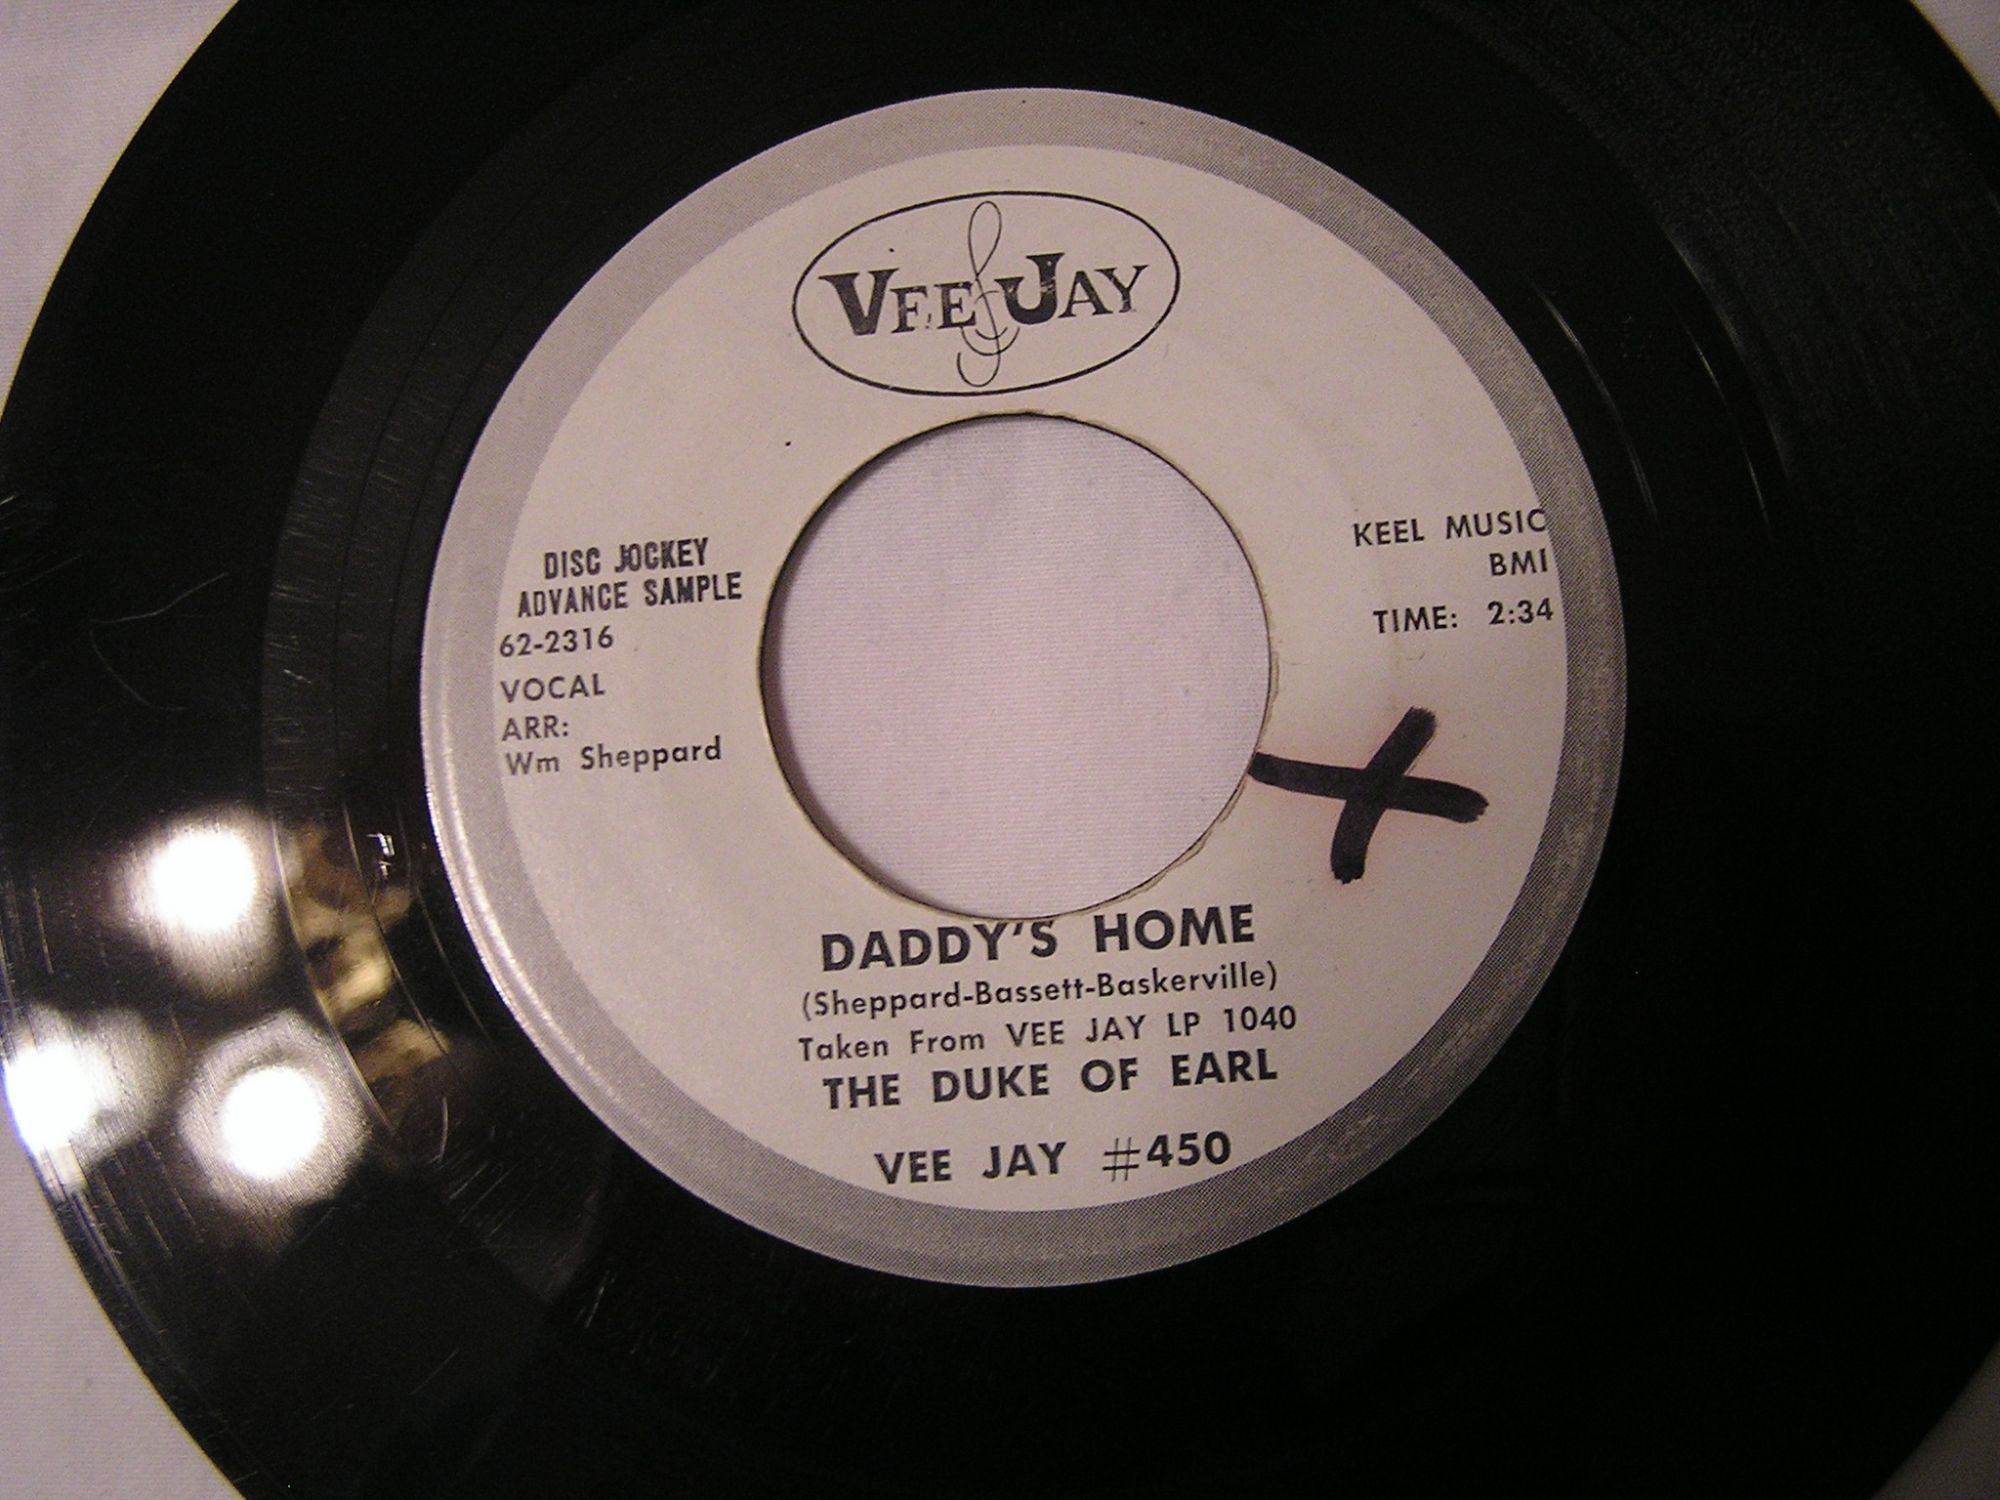 VEE JAY
DISC JOCKEY
ADVANCE SAMPLE
62-2316
VOCAL
ARR:
Wm Sheppard
KEEL MUSIC
BMI
TIME: 2:34
DADDY'S HOME
(Sheppard-Bassett-Baskerville)
Taken From VEE JAY LP 1040
THE DUKE OF EARL
VEE JAY #450